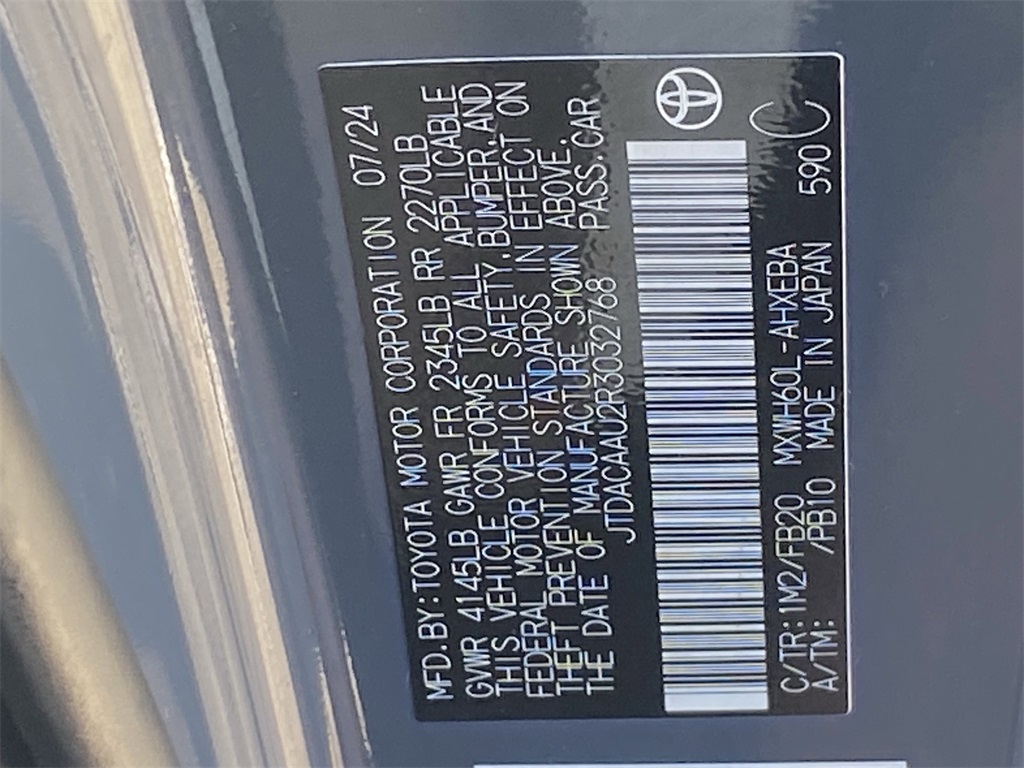 MFD.BY:TOYOTA MOTOR CORPORATION 07/24
GVWR 4145LB GAWR FR 2345LB RR 2270LB
THIS VEHICLE CONFORMS TO ALL APPLICABLE
FEDERAL MOTOR VEHICLE SAFETY,BUMPER,AND
THEFT PREVENTION STANDARDS IN EFFECT ON
THE DATE OF MANUFACTURE SHOWN ABOVE.
JTDACAAU2R3032768 PASS.CAR
C/TR:1M2/FB20 MXWH60L-AHXEBA
A/TM: /PB10 MADE IN JAPAN 590 C